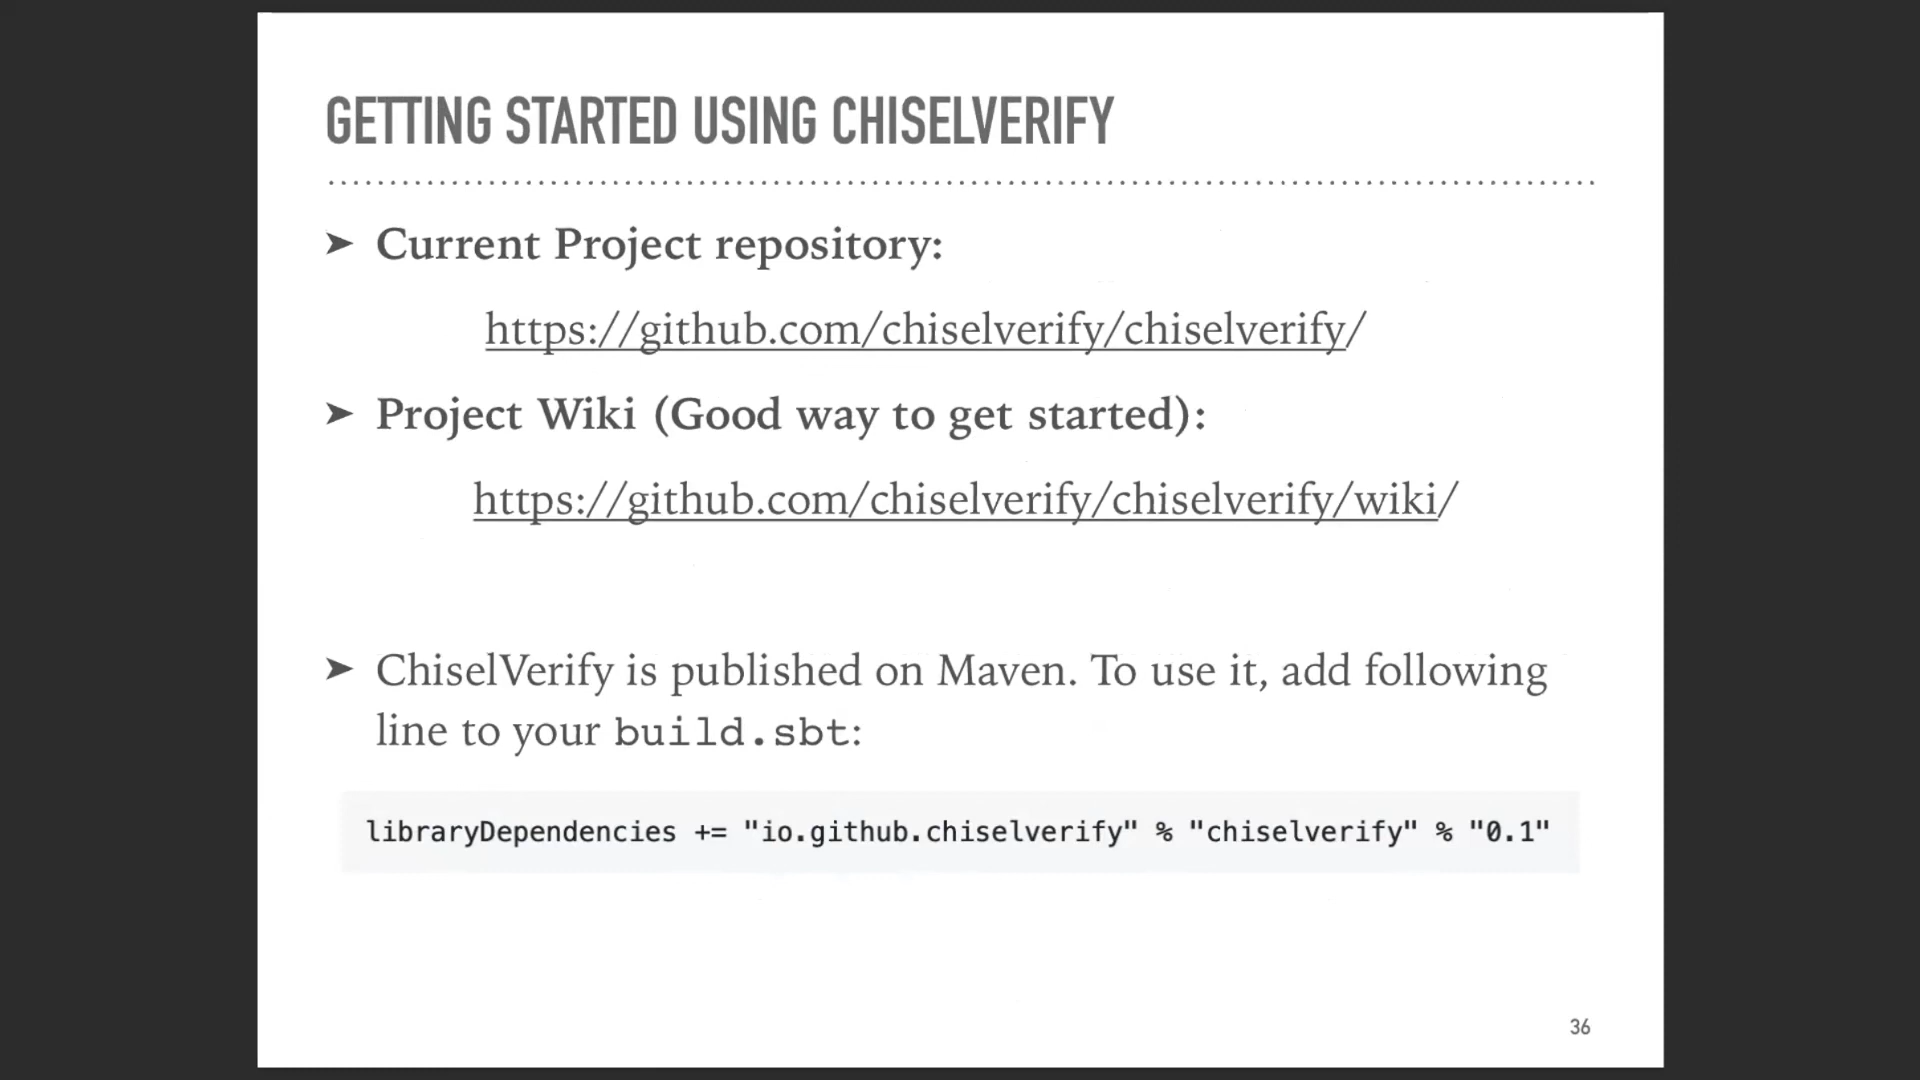 GETTING STARTED USING CHISELVERIFY
➤ Current Project repository:
https://github.com/chiselverify/chiselverify/
➤ Project Wiki (Good way to get started):
https://github.com/chiselverify/chiselverify/wiki/
➤ ChiselVerify is published on Maven. To use it, add following
line to your build.sbt:
libraryDependencies += "io.github.chiselverify" % "chiselverify" % "0.1"
36